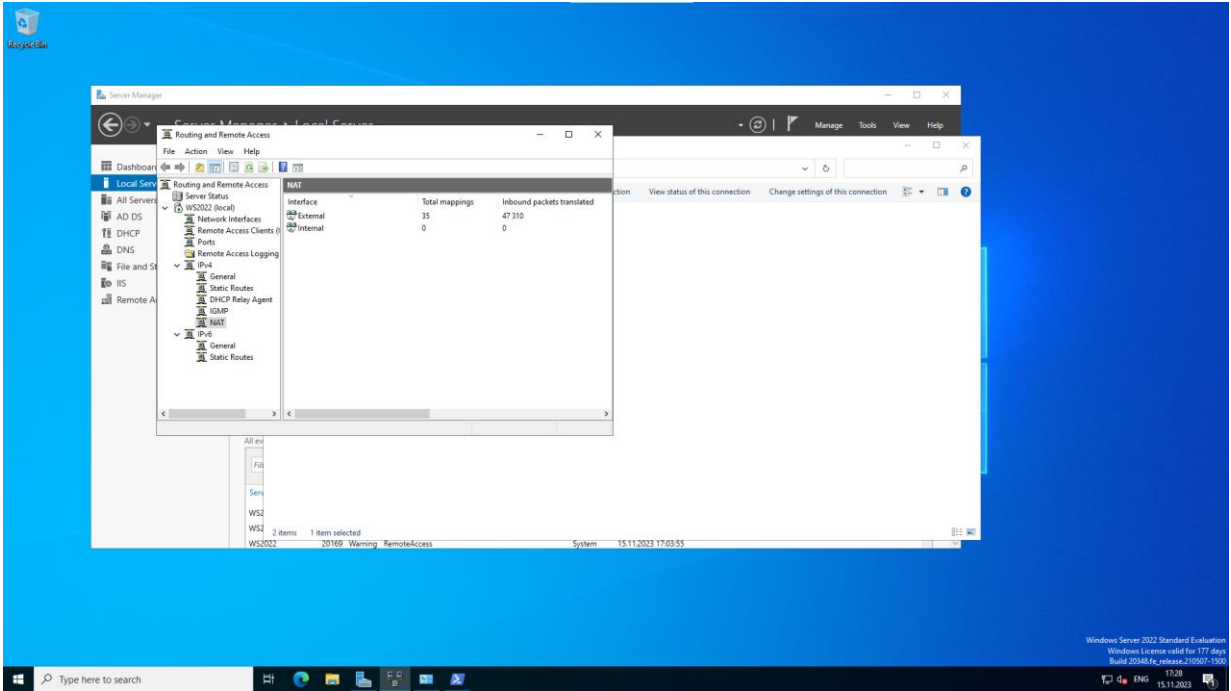 Recycle Bin
Server Manager
Server Manager Local Server
Manage Tools View Help
Routing and Remote Access
File Action View Help
Dashboard
Local Serv
All Servers
AD DS
DHCP
DNS
File and St
IIS
Remote A
Routing and Remote Access
Server Status
WS2022 (local)
Network Interfaces
Remote Access Clients (
Ports
Remote Access Logging
IPv4
General
Static Routes
DHCP Relay Agent
IGMP
NAT
IPv6
General
Static Routes
NAT
Interface Total mappings Inbound packets translated
External 35 47 310
Internal 0 0
ction View status of this connection Change settings of this connection
All ev
Filt
Serv
WS2
WS2
2 items 1 item selected
WS2022 20169 Warning RemoteAccess System 15.11.2023 17:03:55
Windows Server 2022 Standard Evaluation
Windows License valid for 177 days
Build 20348.fe_release.210507-1500
Type here to search
ENG
17:28
15.11.2023